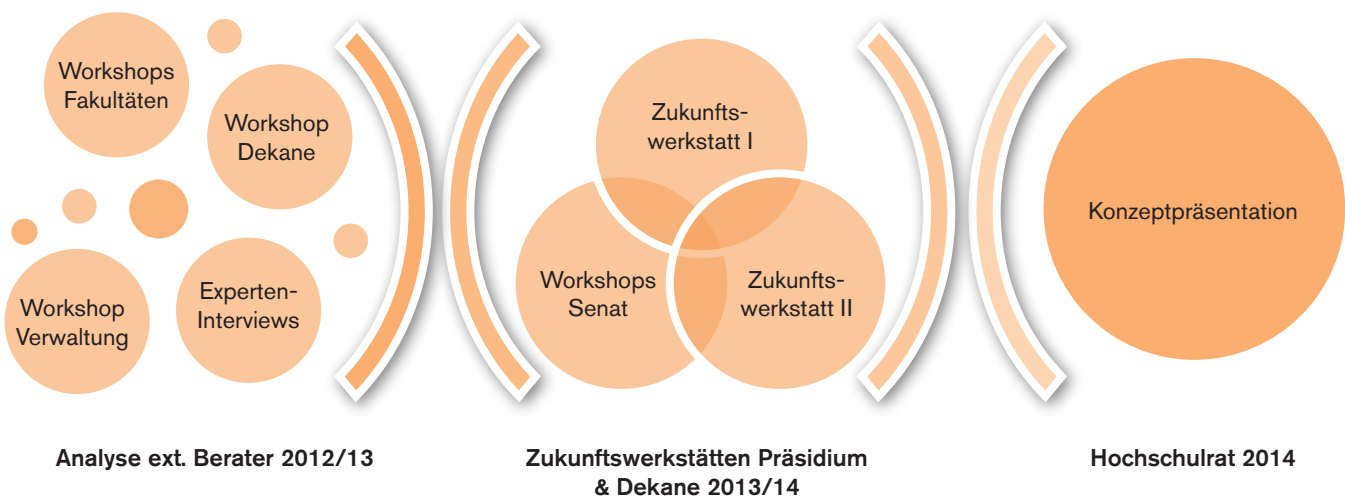 Workshops
Fakultäten
Workshop
Dekane
Workshop
Verwaltung
Experten-
Interviews
Zukunfts-
werkstatt I
Workshops
Senat
Zukunfts-
werkstatt II
Konzeptpräsentation
Analyse ext. Berater 2012/13
Zukunftswerkstätten Präsidium
& Dekane 2013/14
Hochschulrat 2014